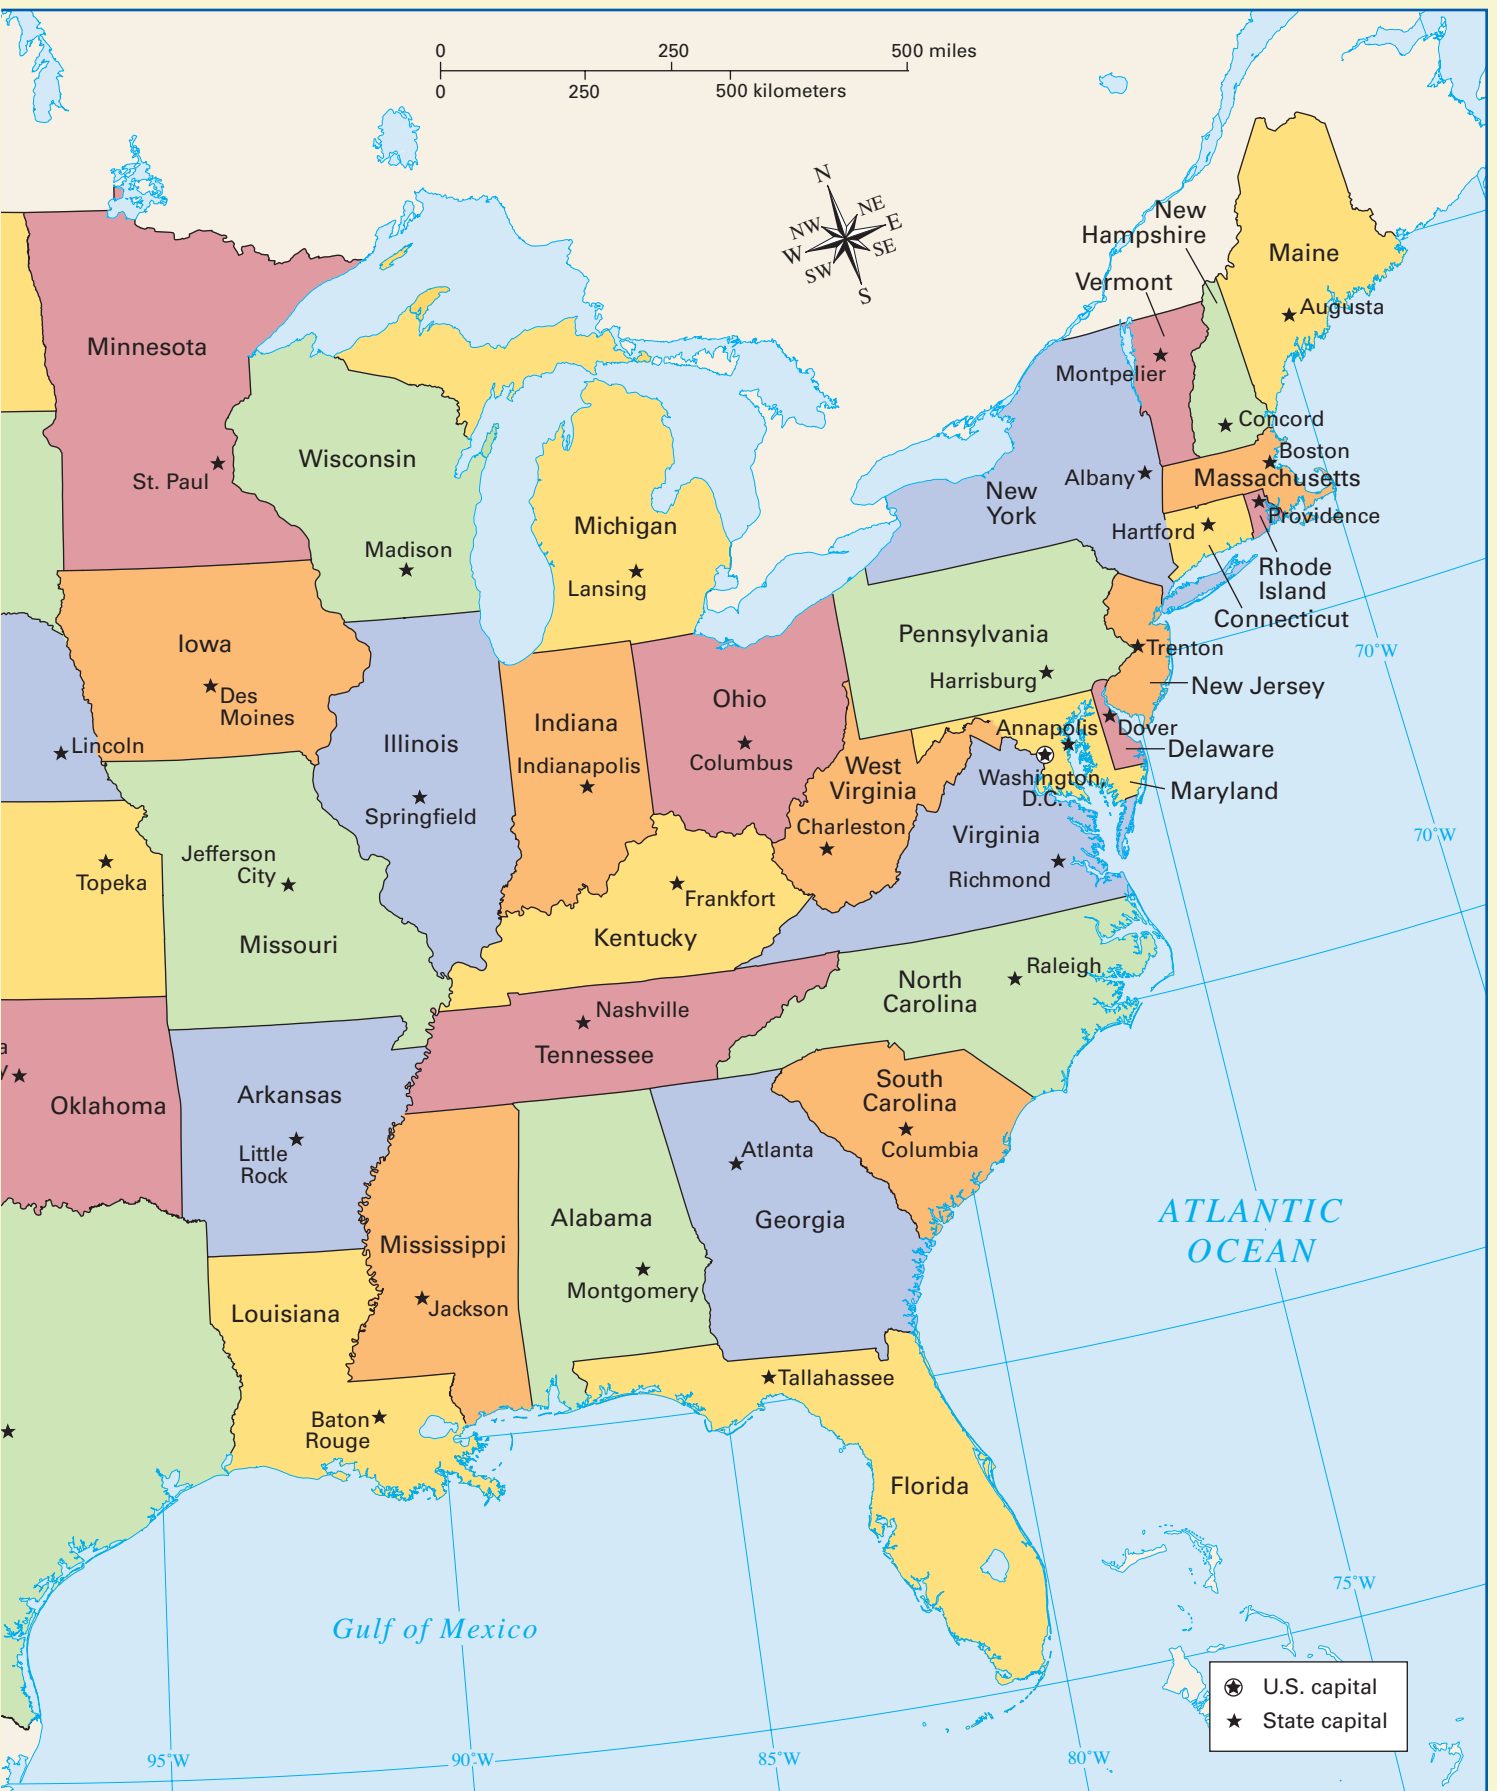 0 250 500 miles
0 250 500 kilometers
N
NE
E
SE
S
SW
W
NW
New
Hampshire
Vermont
Maine
Augusta
Montpelier
Concord
Boston
Massachusetts
Albany
New
York
Hartford
Providence
Rhode
Island
Connecticut
Minnesota
St. Paul
Wisconsin
Madison
Michigan
Lansing
Iowa
Des
Moines
Lincoln
Illinois
Springfield
Indiana
Indianapolis
Ohio
Columbus
Pennsylvania
Harrisburg
Trenton
New Jersey
70°W
Annapolis
Dover
Delaware
Washington,
D.C.
Maryland
West
Virginia
Charleston
Virginia
Richmond
70°W
Topeka
Jefferson
City
Missouri
Frankfort
Kentucky
Nashville
Tennessee
North
Carolina
Raleigh
a
y
Oklahoma
Arkansas
Little
Rock
South
Carolina
Columbia
Atlanta
Georgia
Alabama
Montgomery
Mississippi
Jackson
Louisiana
Baton
Rouge
Tallahassee
Florida
ATLANTIC
OCEAN
Gulf of Mexico
75°W
U.S. capital
State capital
95°W
90°W
85°W
80°W